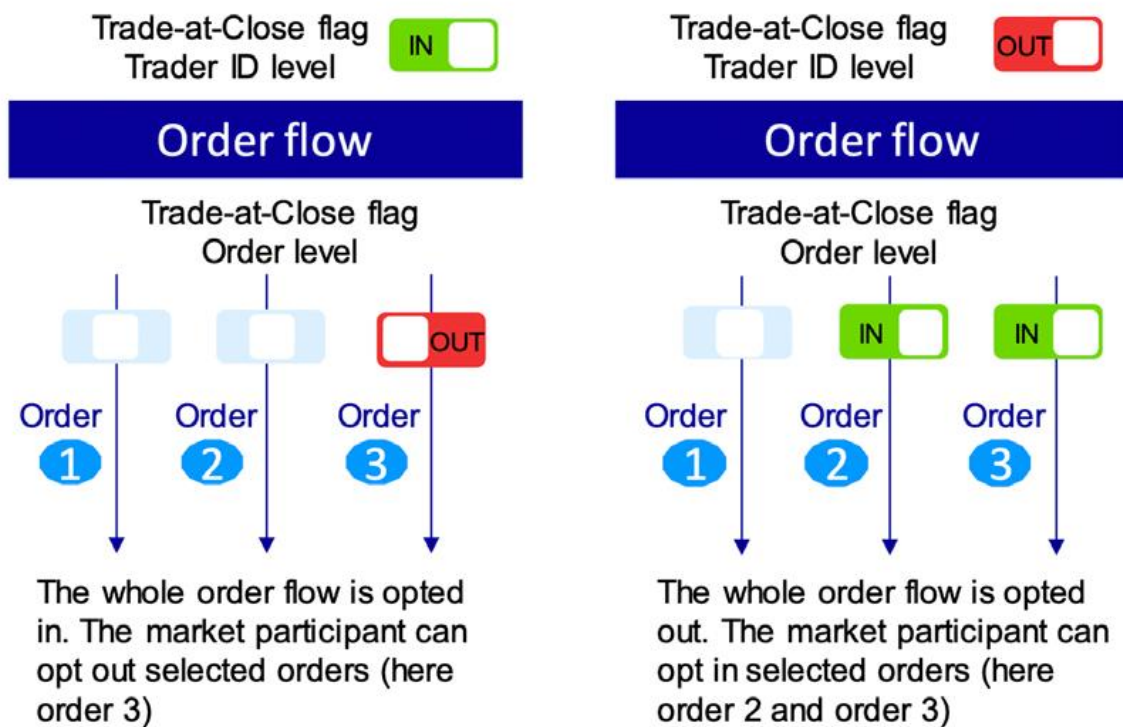 Trade-at-Close flag
Trader ID level
IN
Order flow
Trade-at-Close flag
Order level
OUT
Order
1
Order
2
Order
3
The whole order flow is opted
in. The market participant can
opt out selected orders (here
order 3)
Trade-at-Close flag
Trader ID level
OUT
Order flow
Trade-at-Close flag
Order level
IN
IN
Order
1
Order
2
Order
3
The whole order flow is opted
out. The market participant can
opt in selected orders (here
order 2 and order 3)